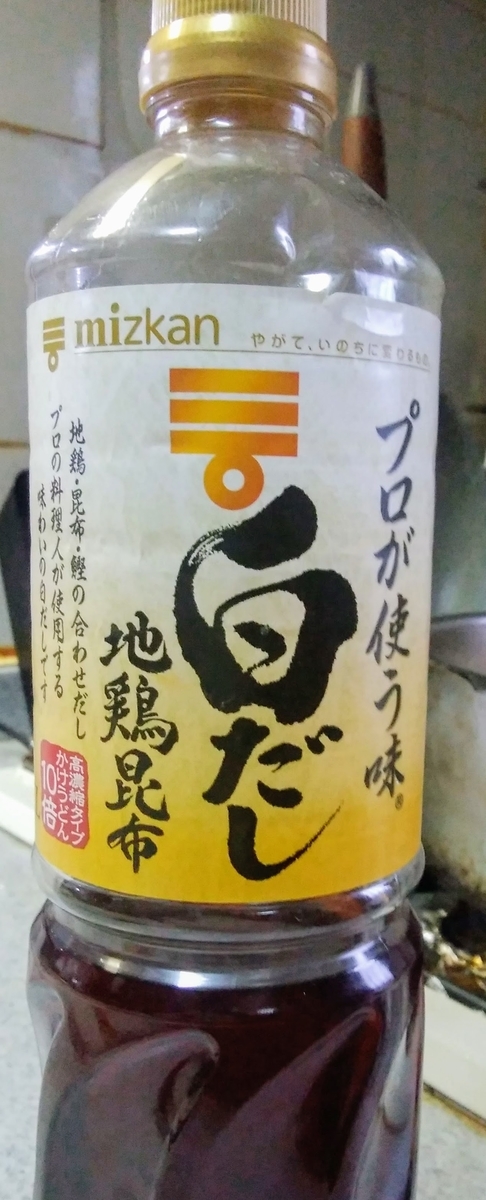 mizkan
やがて、いのちに変わるもの。
プロが使う味®
白だし
地鶏昆布
地鶏・昆布・鰹の合わせだし
プロの料理人が使用する
味わいの白だしです
高濃縮タイプ
かけうどん
10倍